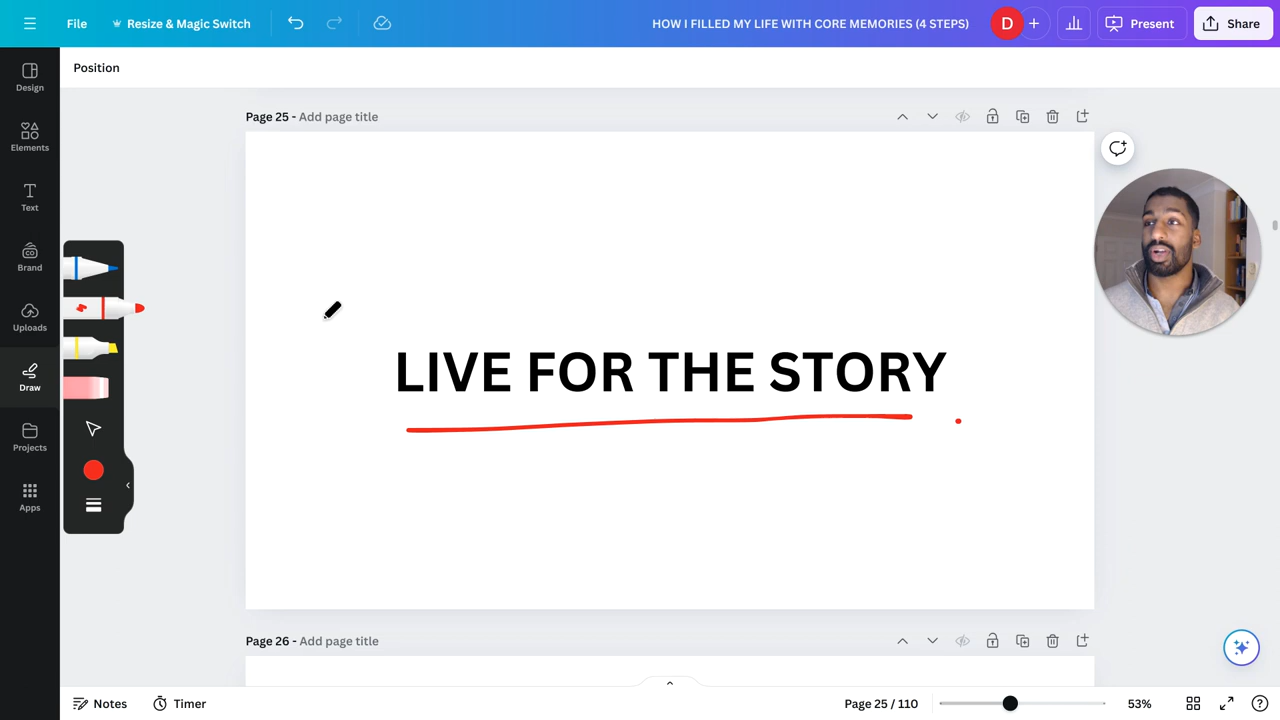 File
Resize & Magic Switch
HOW I FILLED MY LIFE WITH CORE MEMORIES (4 STEPS)
D
Present
Share
Position
Design
Elements
Text
Brand
Uploads
Draw
Projects
Apps
Page 25 - Add page title
LIVE FOR THE STORY
Page 26 - Add page title
Notes
Timer
Page 25 / 110
53%